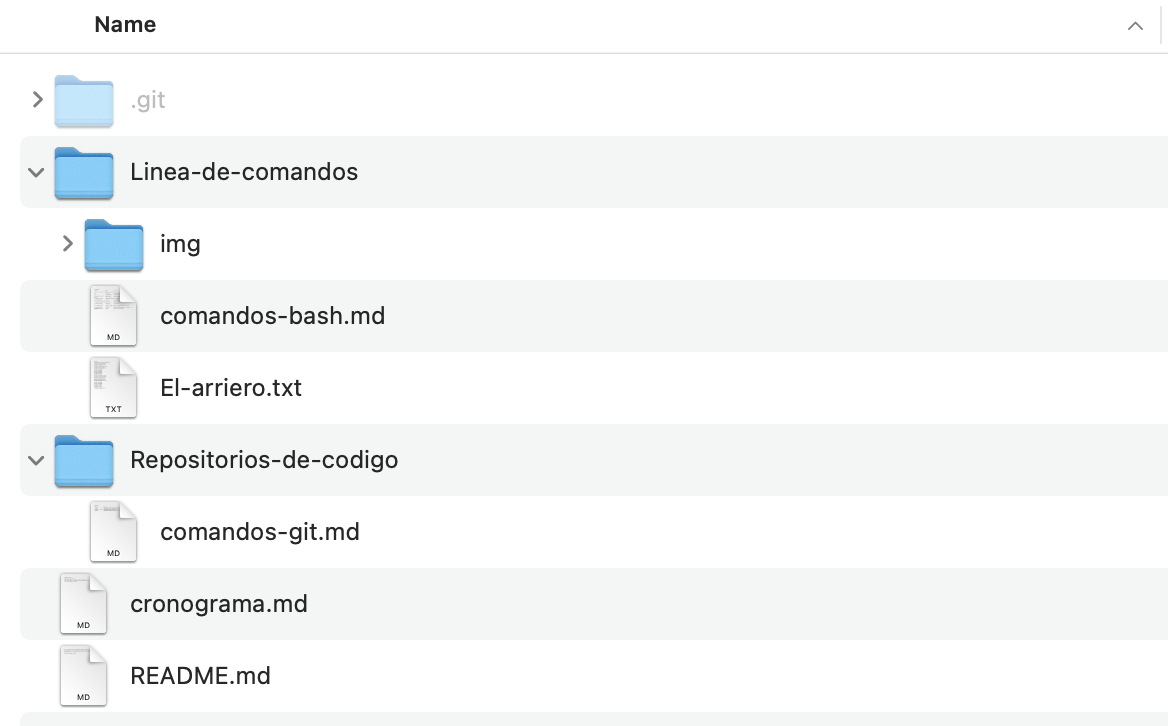 Name
.git
Linea-de-comandos
img
MD
comandos-bash.md
TXT
El-arriero.txt
Repositorios-de-codigo
MD
comandos-git.md
MD
cronograma.md
MD
README.md